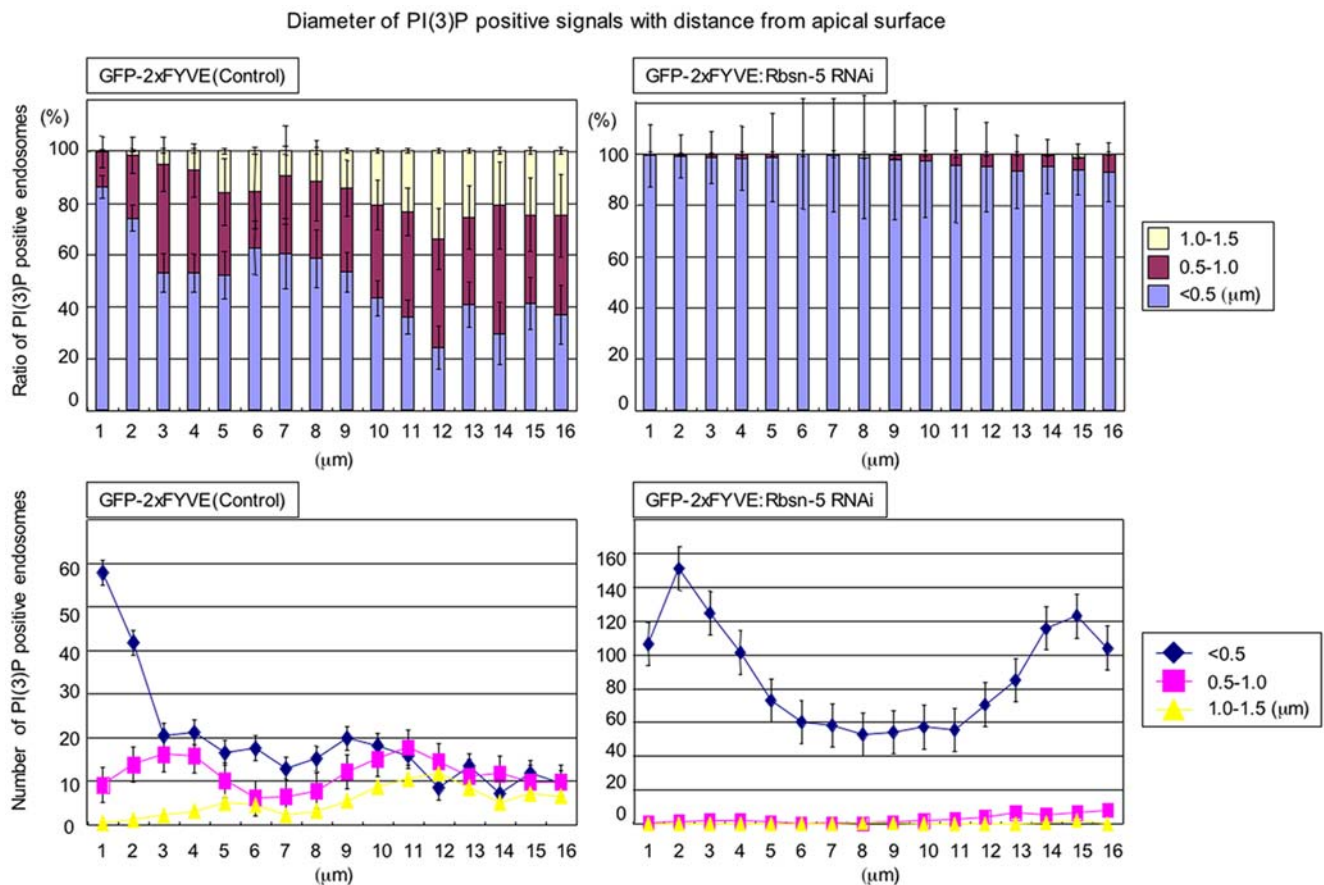 Diameter of PI(3)P positive signals with distance from apical surface
GFP-2xFYVE(Control)
GFP-2xFYVE:Rbsn-5 RNAi
(%)
(%)
Ratio of PI(3)P positive endosomes
100
80
60
40
20
0
100
80
60
40
20
0
1.0-1.5
0.5-1.0
<0.5 (μm)
1 2 3 4 5 6 7 8 9 10 11 12 13 14 15 16
1 2 3 4 5 6 7 8 9 10 11 12 13 14 15 16
(μm)
(μm)
GFP-2xFYVE(Control)
GFP-2xFYVE:Rbsn-5 RNAi
Number of PI(3)P positive endosomes
60
50
40
30
20
10
0
160
140
120
100
80
60
40
20
0
<0.5
0.5-1.0
1.0-1.5 (μm)
1 2 3 4 5 6 7 8 9 10 11 12 13 14 15 16
1 2 3 4 5 6 7 8 9 10 11 12 13 14 15 16
(μm)
(μm)